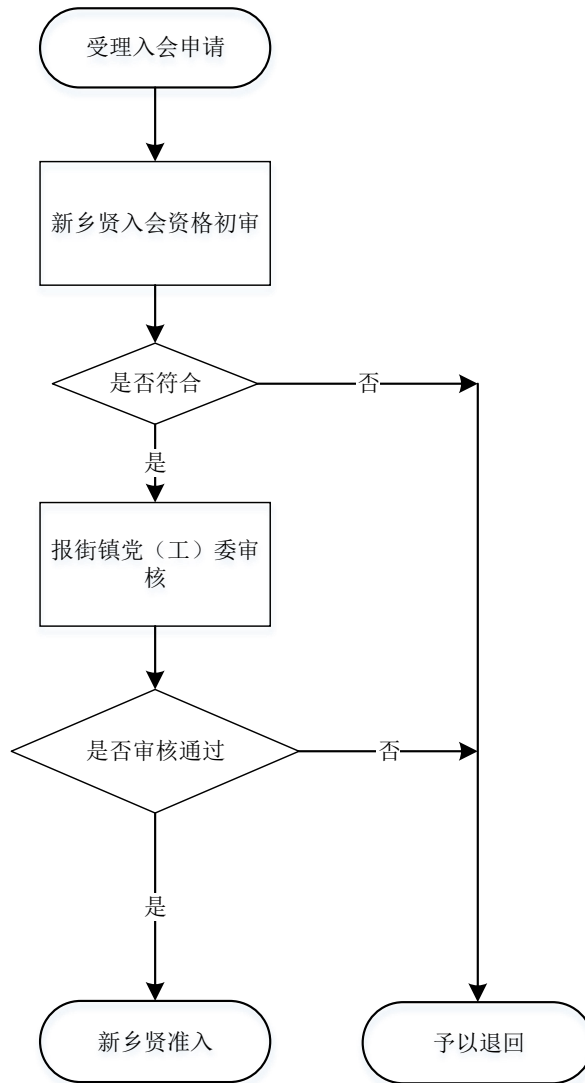 受理入会申请
新乡贤入会资格初审
是否符合
否
是
报街镇党（工）委审
核
是否审核通过
否
是
新乡贤准入
予以退回